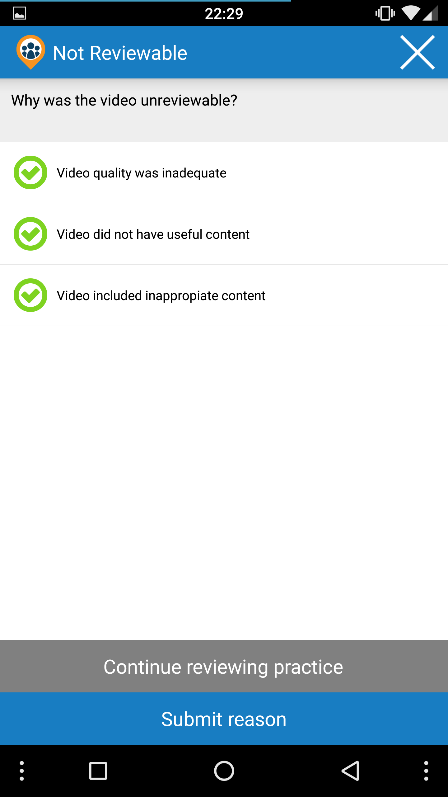 22:29
Not Reviewable
Why was the video unreviewable?
Video quality was inadequate
Video did not have useful content
Video included inappropiate content
Continue reviewing practice
Submit reason